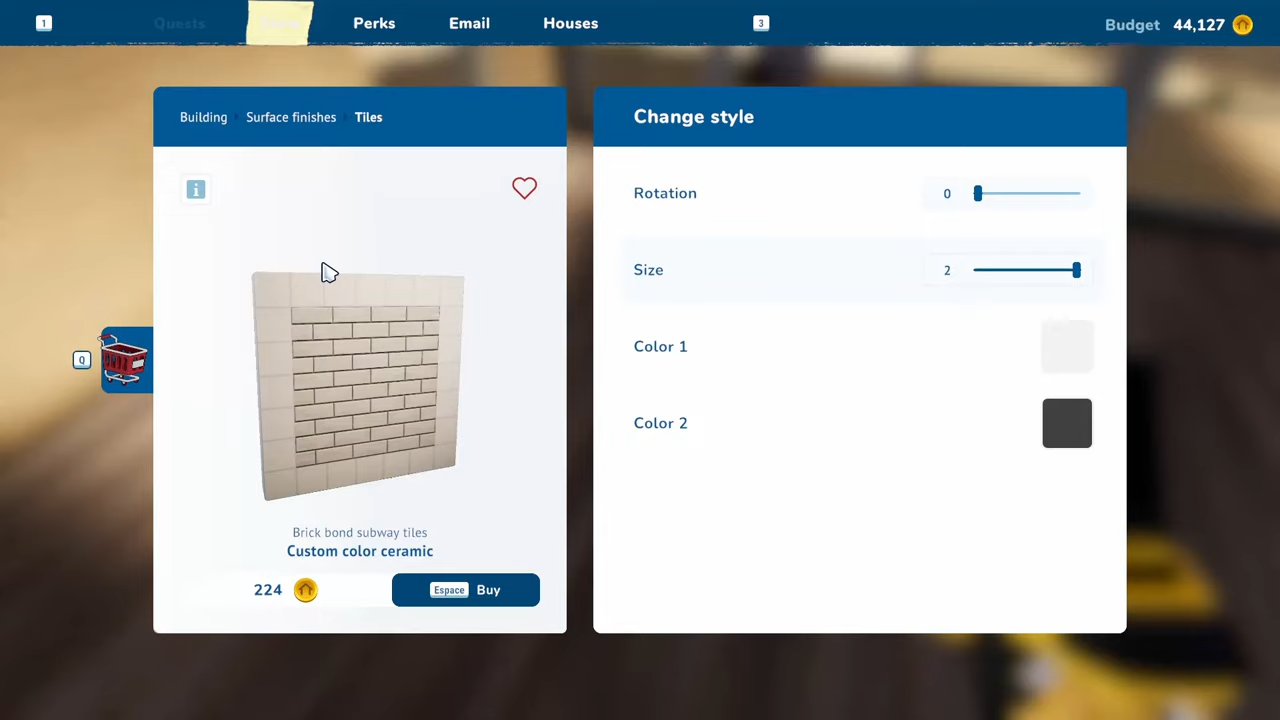 1
Quests
Perks
Email
Houses
3
Budget 44,127
Building
Surface finishes
Tiles
Change style
Rotation
0
Size
2
Q
Color 1
Color 2
Brick bond subway tiles
Custom color ceramic
224
Espace Buy